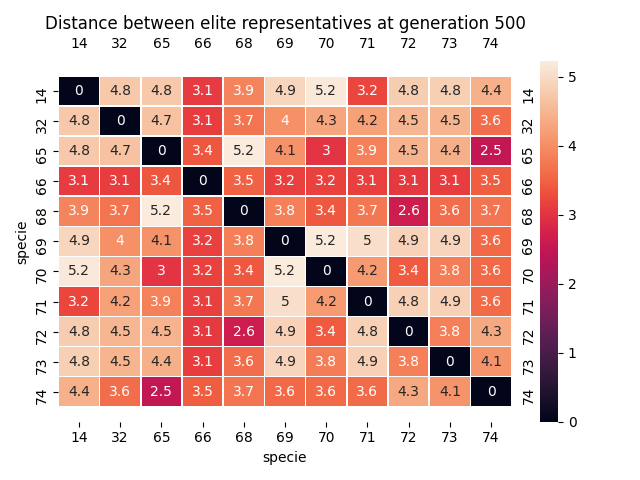 Distance between elite representatives at generation 500
14 32 65 66 68 69 70 71 72 73 74
14 0 4.8 4.8 3.1 3.9 4.9 5.2 3.2 4.8 4.8 4.4 14
32 4.8 0 4.7 3.1 3.7 4 4.3 4.2 4.5 4.5 3.6 32
65 4.8 4.7 0 3.4 5.2 4.1 3 3.9 4.5 4.4 2.5 65
66 3.1 3.1 3.4 0 3.5 3.2 3.2 3.1 3.1 3.1 3.5 66
68 3.9 3.7 5.2 3.5 0 3.8 3.4 3.7 2.6 3.6 3.7 68
69 4.9 4 4.1 3.2 3.8 0 5.2 5 4.9 4.9 3.6 69
70 5.2 4.3 3 3.2 3.4 5.2 0 4.2 3.4 3.8 3.6 70
71 3.2 4.2 3.9 3.1 3.7 5 4.2 0 4.8 4.9 3.6 71
72 4.8 4.5 4.5 3.1 2.6 4.9 3.4 4.8 0 3.8 4.3 72
73 4.8 4.5 4.4 3.1 3.6 4.9 3.8 4.9 3.8 0 4.1 73
74 4.4 3.6 2.5 3.5 3.7 3.6 3.6 3.6 4.3 4.1 0 74
14 32 65 66 68 69 70 71 72 73 74
specie
specie
5
4
3
2
1
0